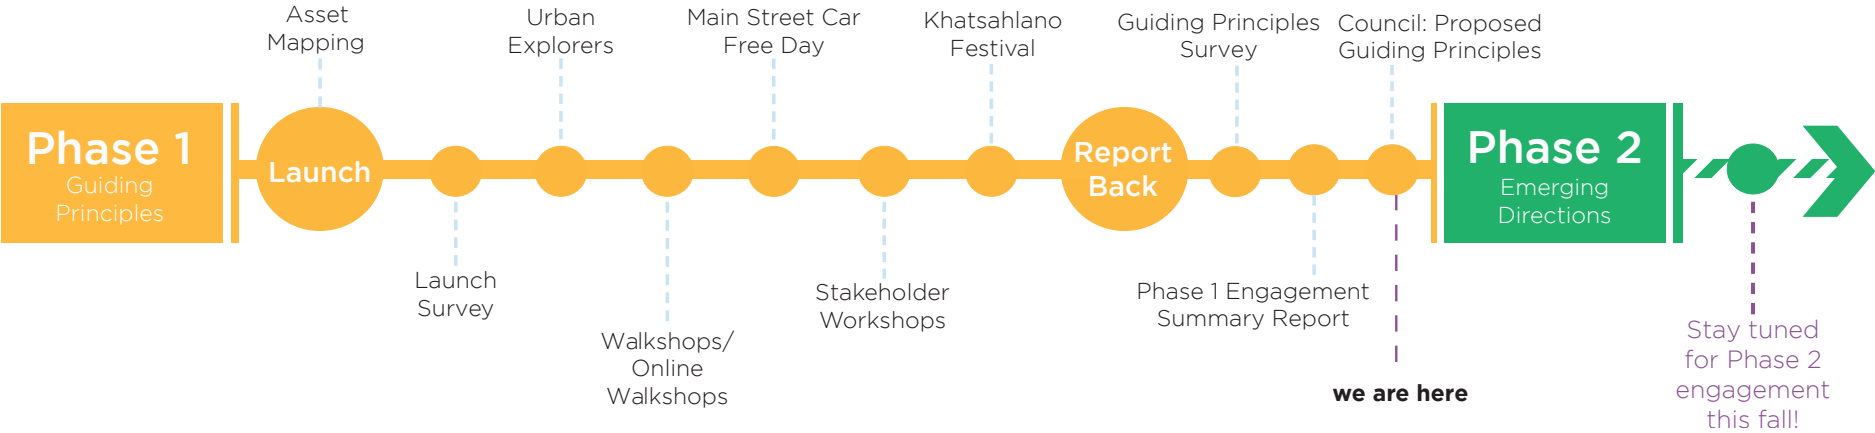 Phase 1
Guiding
Principles
Asset
Mapping
Launch
Launch
Survey
Urban
Explorers
Walkshops/
Online
Walkshops
Main Street Car
Free Day
Stakeholder
Workshops
Khatsahlano
Festival
Report
Back
Guiding Principles
Survey
Phase 1 Engagement
Summary Report
Council: Proposed
Guiding Principles
we are here
Phase 2
Emerging
Directions
Stay tuned
for Phase 2
engagement
this fall!